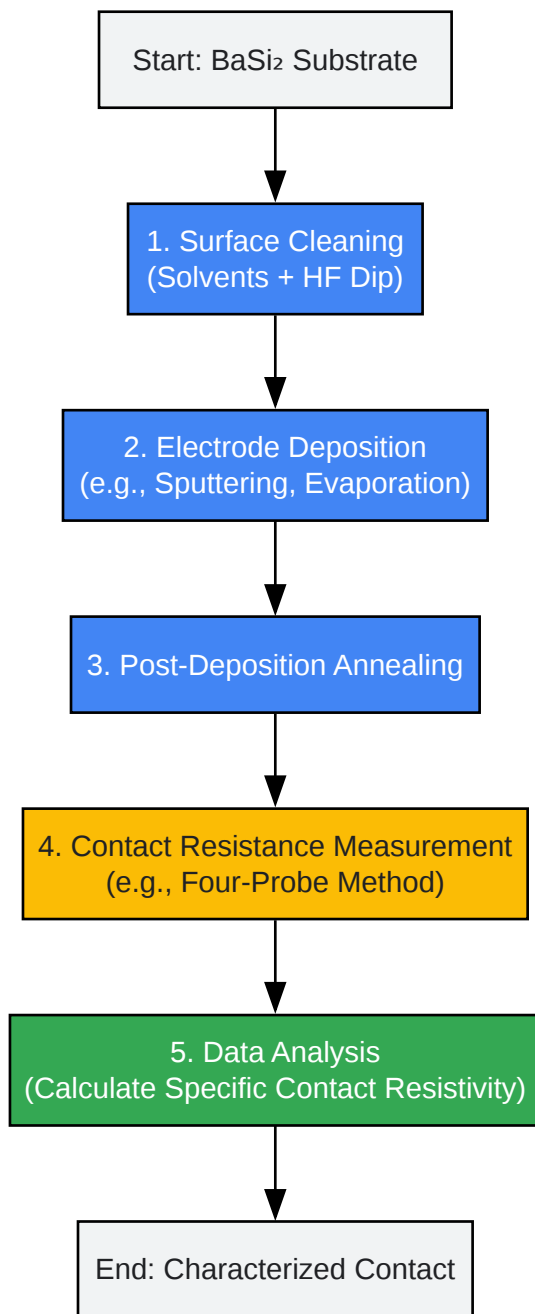 Start: BaSi₂ Substrate
1. Surface Cleaning
(Solvents + HF Dip)
2. Electrode Deposition
(e.g., Sputtering, Evaporation)
3. Post-Deposition Annealing
4. Contact Resistance Measurement
(e.g., Four-Probe Method)
5. Data Analysis
(Calculate Specific Contact Resistivity)
End: Characterized Contact